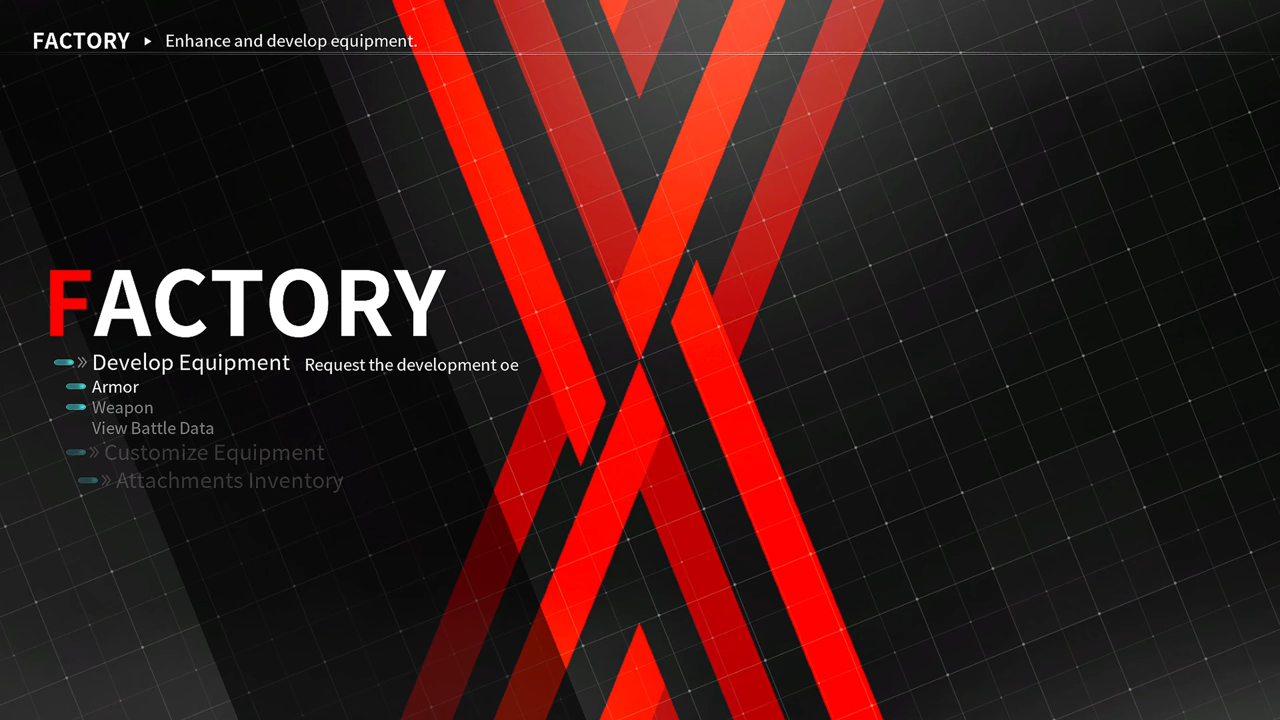 FACTORY ▸ Enhance and develop equipment.
FACTORY
Develop Equipment Request the development oe
Armor
Weapon
View Battle Data
Customize Equipment
Attachments Inventory